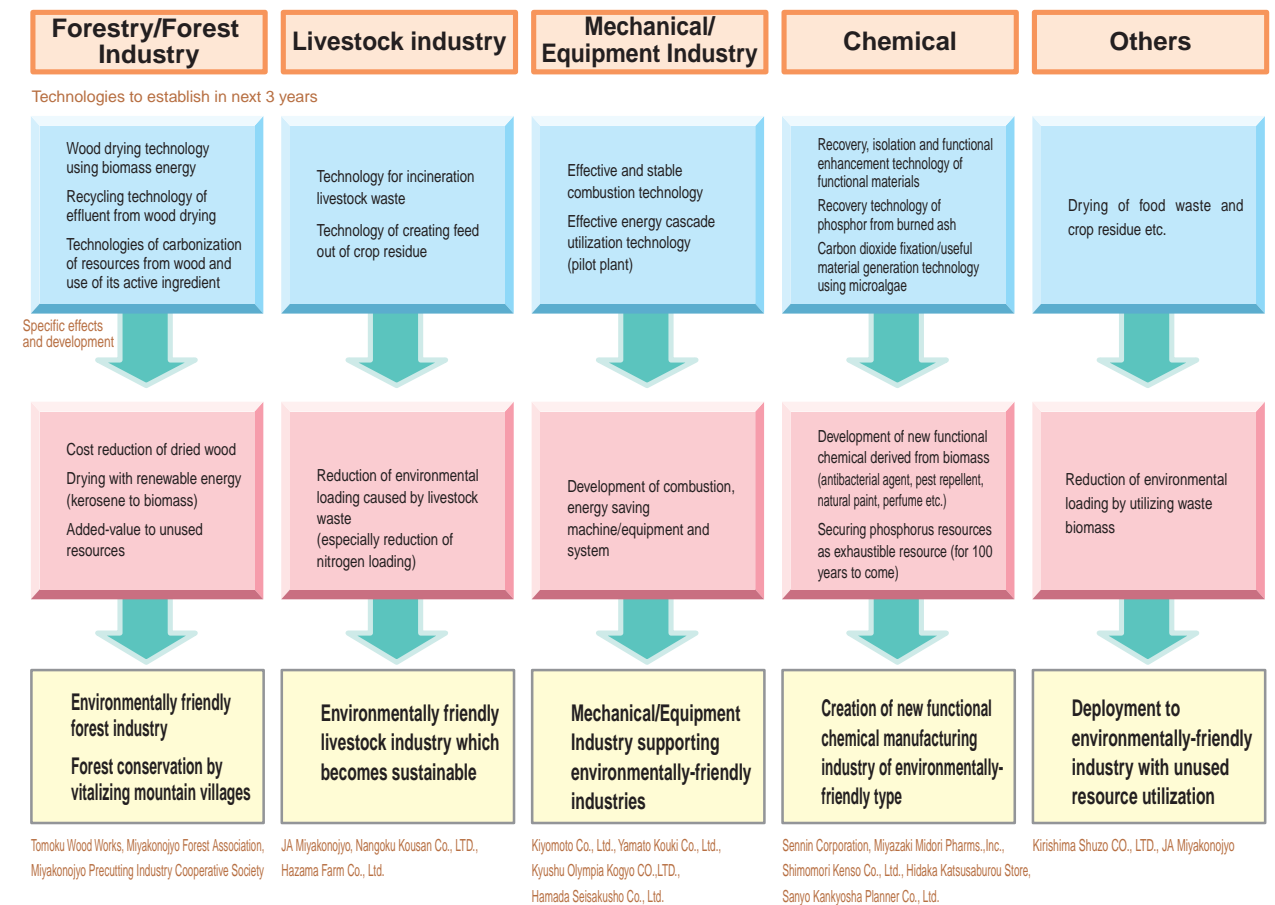 Forestry/Forest
Industry
Livestock industry
Mechanical/
Equipment Industry
Chemical
Others
Technologies to establish in next 3 years
Wood drying technology
using biomass energy
Recycling technology of
effluent from wood drying
Technologies of carbonization
of resources from wood and
use of its active ingredient
Technology for incineration
livestock waste
Technology of creating feed
out of crop residue
Effective and stable
combustion technology
Effective energy cascade
utilization technology
(pilot plant)
Recovery, isolation and functional
enhancement technology of
functional materials
Recovery technology of
phosphor from burned ash
Carbon dioxide fixation/useful
material generation technology
using microalgae
Drying of food waste and
crop residue etc.
Specific effects
and development
Cost reduction of dried wood
Drying with renewable energy
(kerosene to biomass)
Added-value to unused
resources
Reduction of environmental
loading caused by livestock
waste
(especially reduction of
nitrogen loading)
Development of combustion,
energy saving
machine/equipment and
system
Development of new functional
chemical derived from biomass
(antibacterial agent, pest repellent,
natural paint, perfume etc.)
Securing phosphorus resources
as exhaustible resource (for 100
years to come)
Reduction of environmental
loading by utilizing waste
biomass
Environmentally friendly
forest industry
Forest conservation by
vitalizing mountain villages
Environmentally friendly
livestock industry which
becomes sustainable
Mechanical/Equipment
Industry supporting
environmentally-friendly
industries
Creation of new functional
chemical manufacturing
industry of environmentally-
friendly type
Deployment to
environmentally-friendly
industry with unused
resource utilization
Tomoku Wood Works, Miyakonojyo Forest Association,
Miyakonojyo Precutting Industry Cooperative Society
JA Miyakonojyo, Nangoku Kousan Co., LTD.,
Hazama Farm Co., Ltd.
Kiyomoto Co., Ltd., Yamato Kouki Co., Ltd.,
Kyushu Olympia Kogyo CO.,LTD.,
Hamada Seisakusho Co., Ltd.
Sennin Corporation, Miyazaki Midori Pharms.,Inc.,
Shimomori Kenso Co., Ltd., Hidaka Katsusaburou Store,
Sanyo Kankyosha Planner Co., Ltd.
Kirishima Shuzo CO., LTD., JA Miyakonojyo